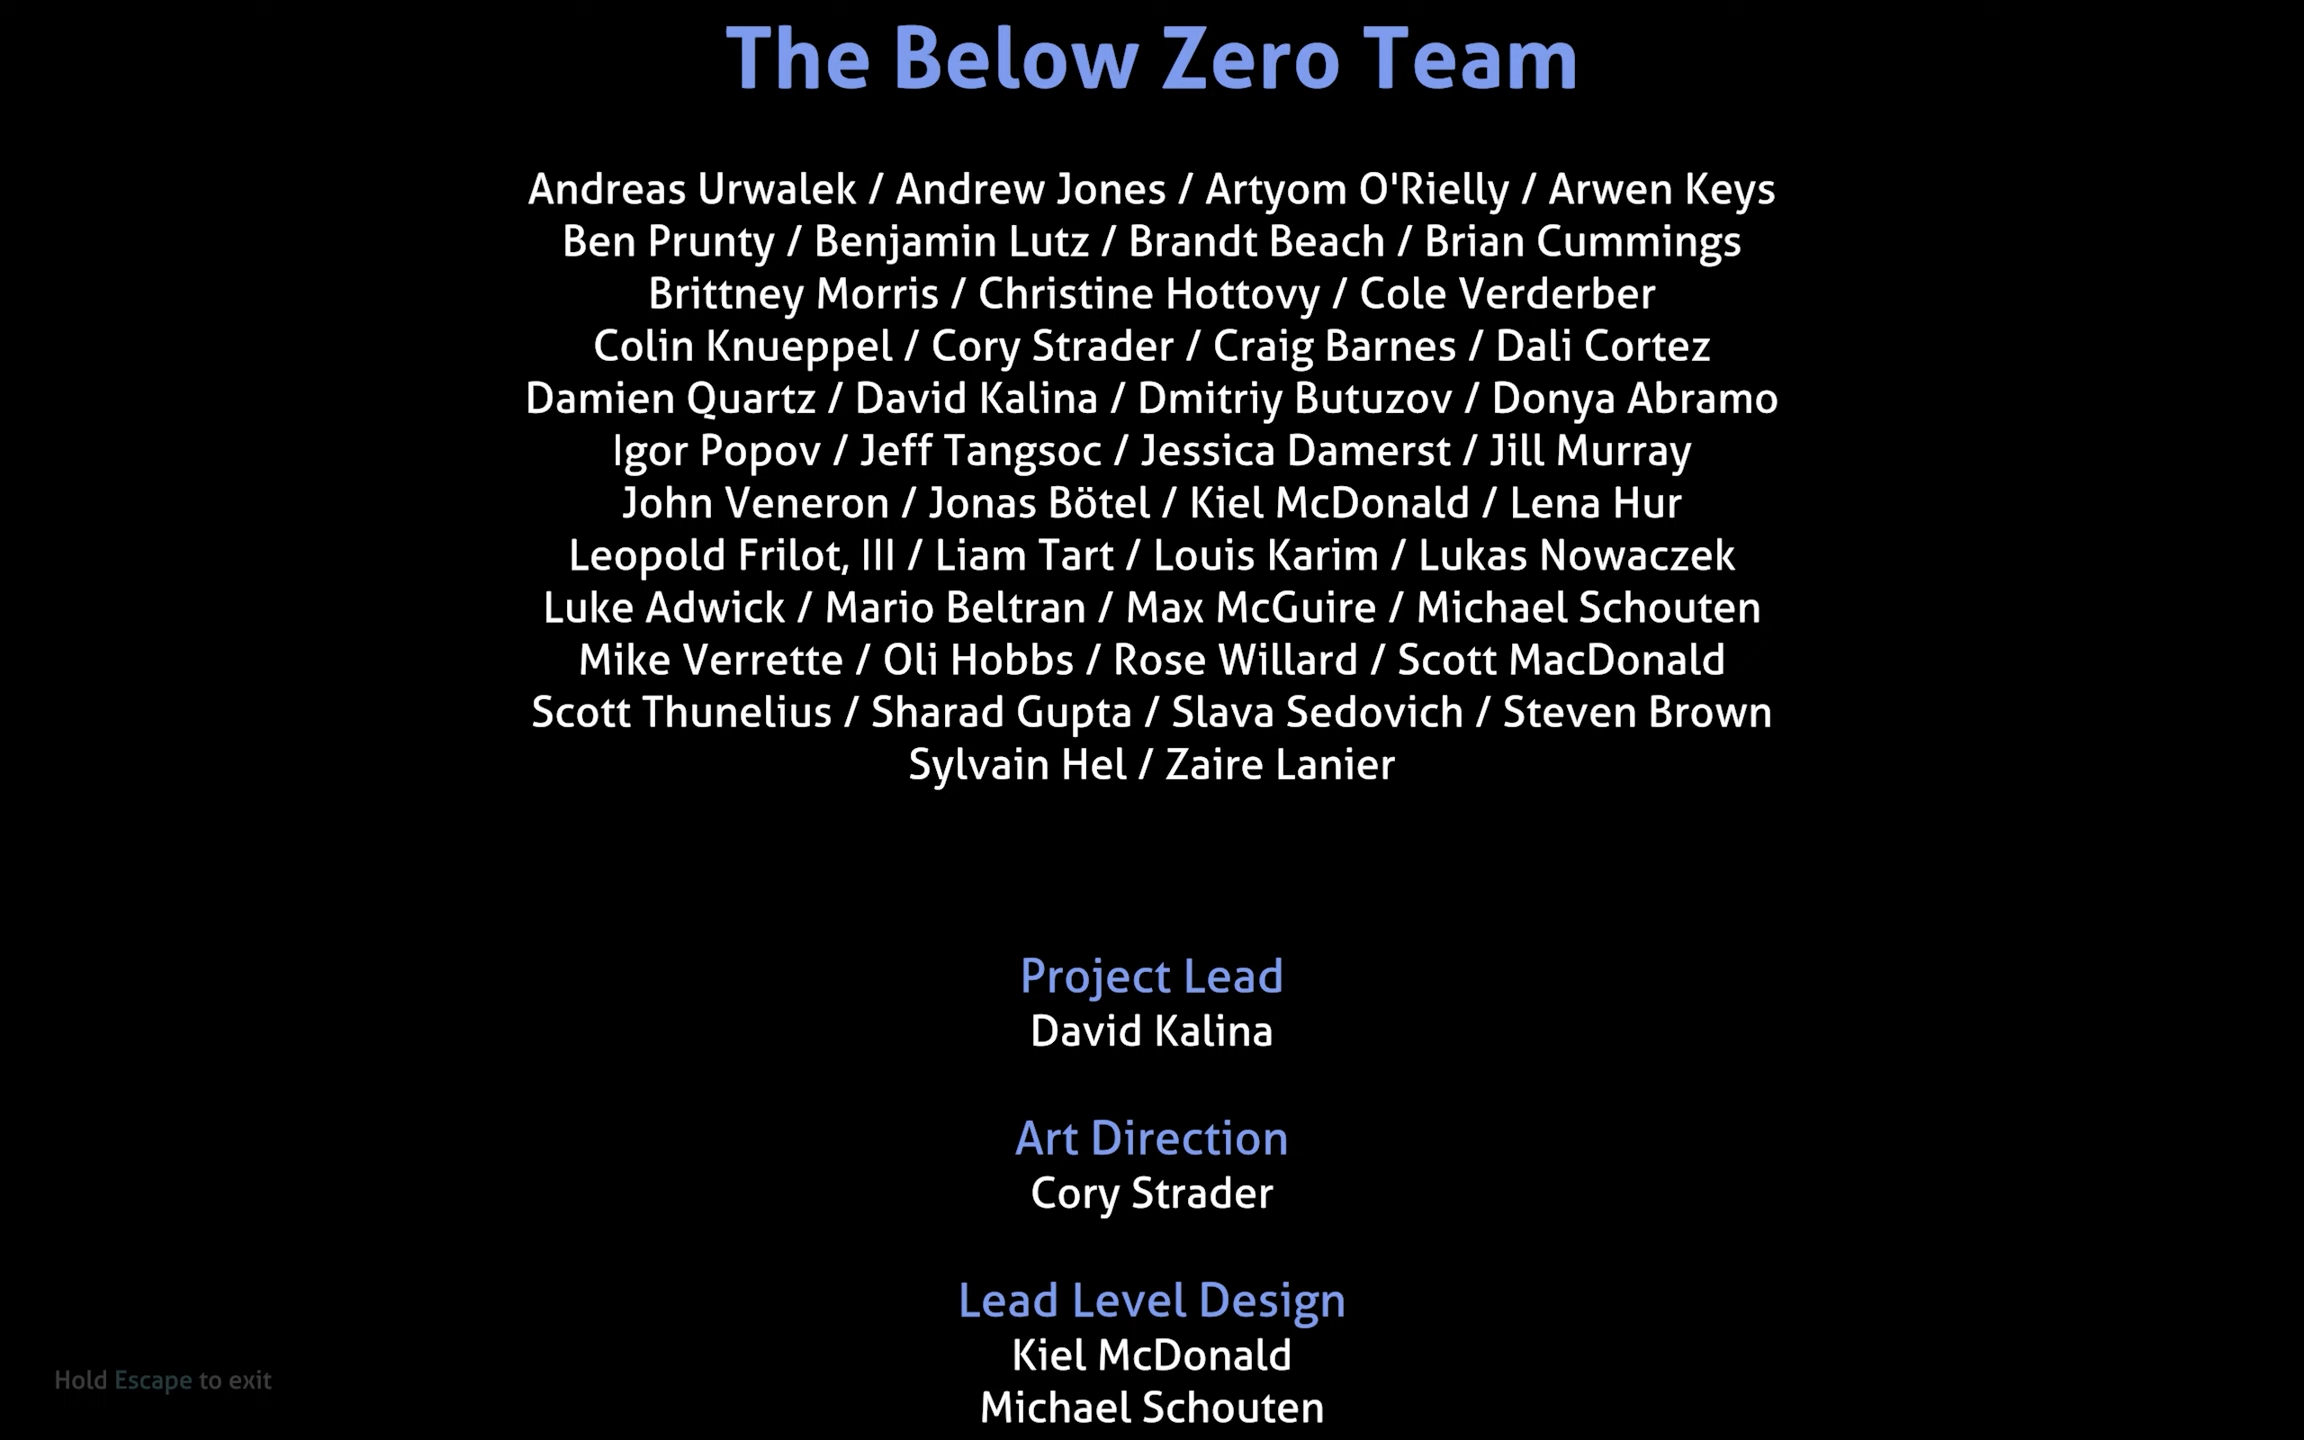 The Below Zero Team
Andreas Urwalek / Andrew Jones / Artyom O'Rielly / Arwen Keys
Ben Prunty / Benjamin Lutz / Brandt Beach / Brian Cummings
Brittney Morris / Christine Hottovy / Cole Verderber
Colin Knueppel / Cory Strader / Craig Barnes / Dali Cortez
Damien Quartz / David Kalina / Dmitriy Butuzov / Donya Abramo
Igor Popov / Jeff Tangsoc / Jessica Damerst / Jill Murray
John Veneron / Jonas Bötel / Kiel McDonald / Lena Hur
Leopold Frilot, III / Liam Tart / Louis Karim / Lukas Nowaczek
Luke Adwick / Mario Beltran / Max McGuire / Michael Schouten
Mike Verrette / Oli Hobbs / Rose Willard / Scott MacDonald
Scott Thunelius / Sharad Gupta / Slava Sedovich / Steven Brown
Sylvain Hel / Zaire Lanier
Project Lead
David Kalina
Art Direction
Cory Strader
Lead Level Design
Kiel McDonald
Michael Schouten
Hold Escape to exit